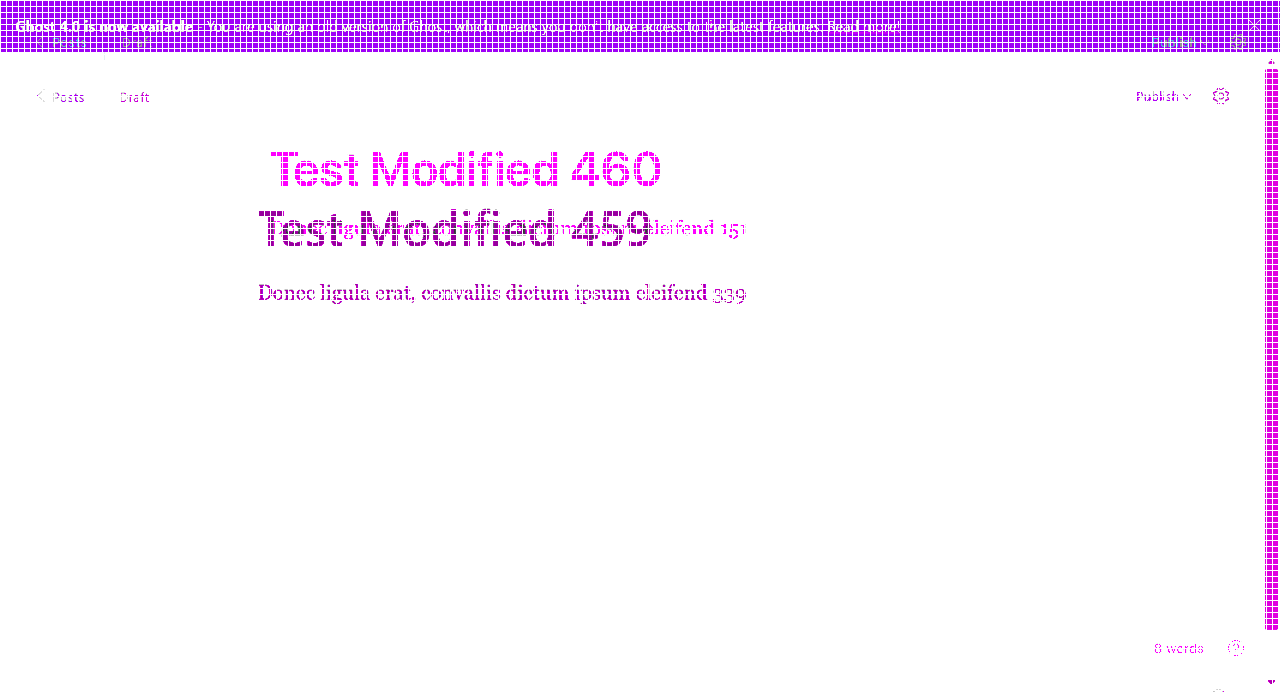 Ghost 4.0 is now available - You are using an old version of Ghost, which means you don't have access to the latest features. Read more!
Publish
Posts Draft Publish
Test Modified 460
Test Modified 459
eleifend 151
Donec ligula erat, convallis dictum ipsum eleifend 339
8 words